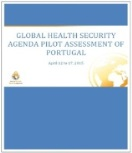 GLOBAL HEALTH SECURITY
AGENDA PILOT ASSESSMENT OF
PORTUGAL